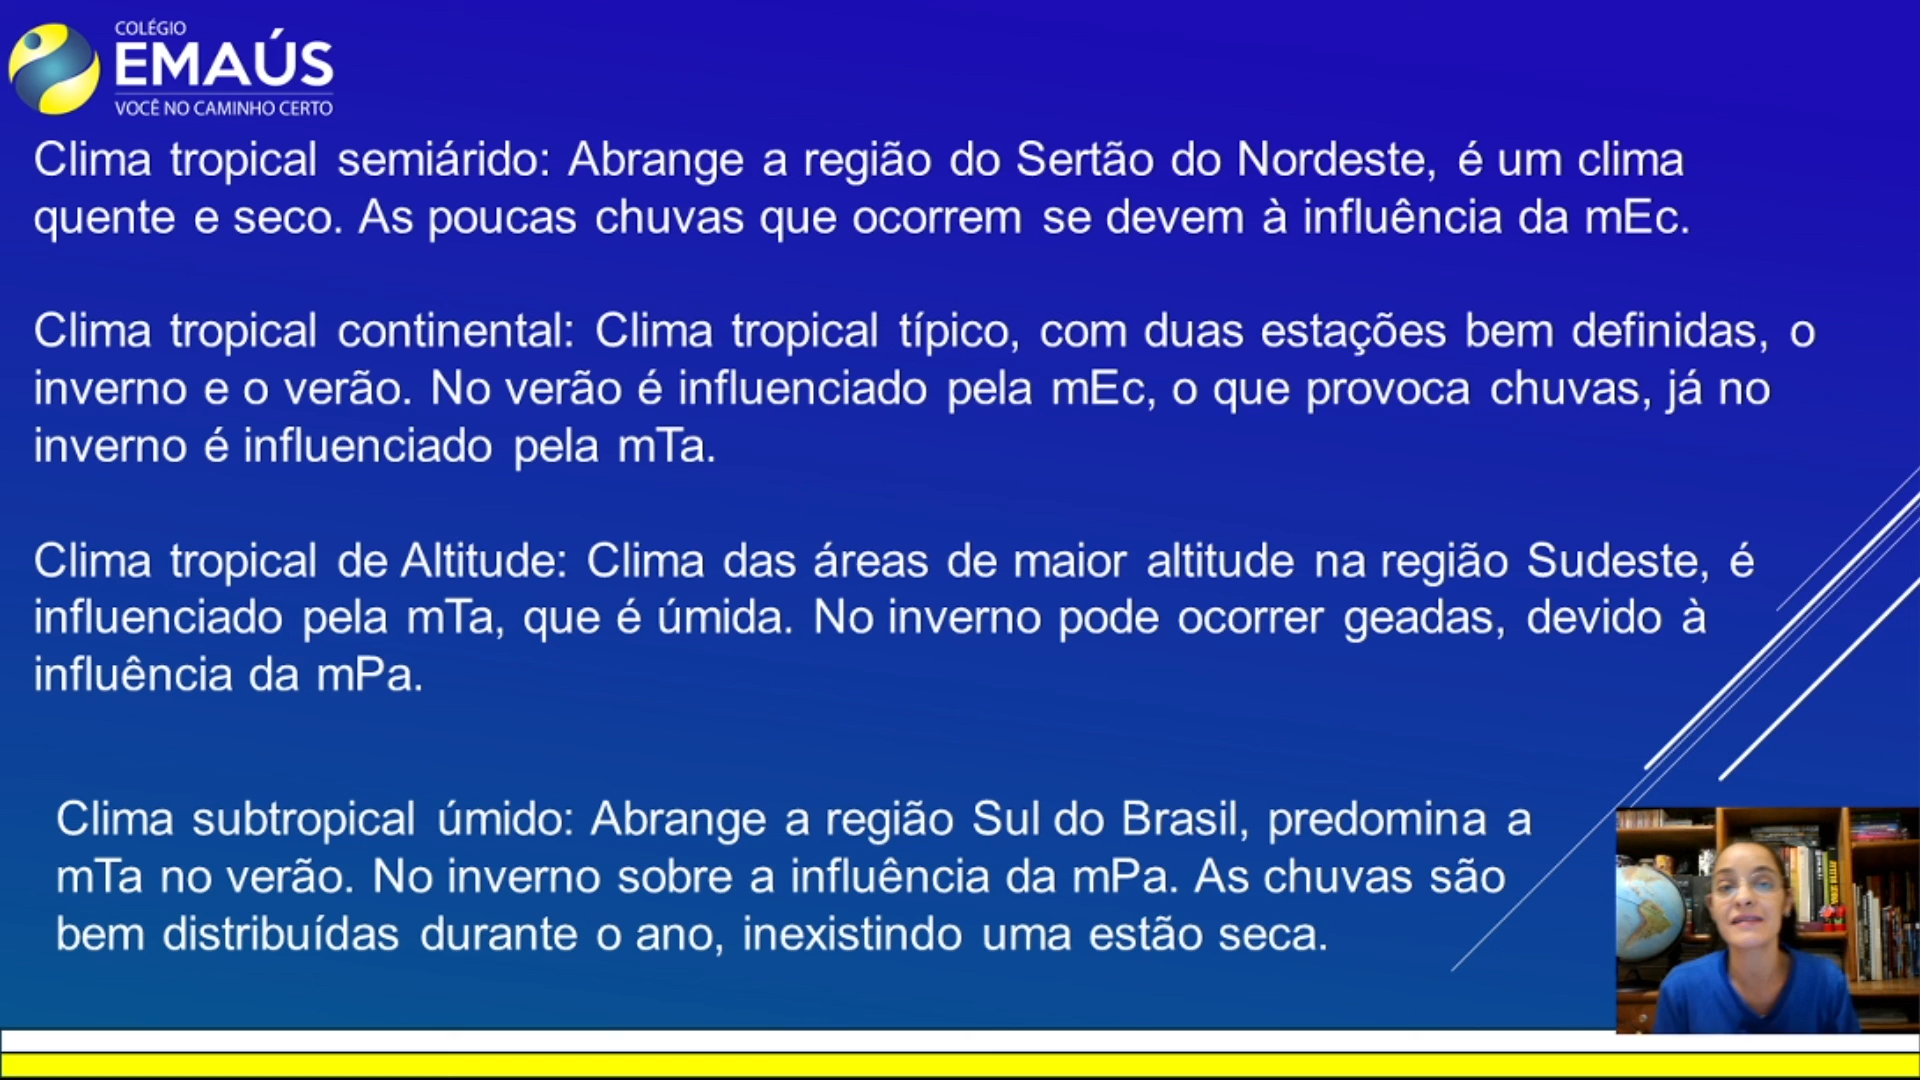 COLÉGIO
EMAÚS
VOCÊ NO CAMINHO CERTO
Clima tropical semiárido: Abrange a região do Sertão do Nordeste, é um clima
quente e seco. As poucas chuvas que ocorrem se devem à influência da mEc.
Clima tropical continental: Clima tropical típico, com duas estações bem definidas, o
inverno e o verão. No verão é influenciado pela mEc, o que provoca chuvas, já no
inverno é influenciado pela mTa.
Clima tropical de Altitude: Clima das áreas de maior altitude na região Sudeste, é
influenciado pela mTa, que é úmida. No inverno pode ocorrer geadas, devido à
influência da mPa.
Clima subtropical úmido: Abrange a região Sul do Brasil, predomina a
mTa no verão. No inverno sobre a influência da mPa. As chuvas são
bem distribuídas durante o ano, inexistindo uma estão seca.